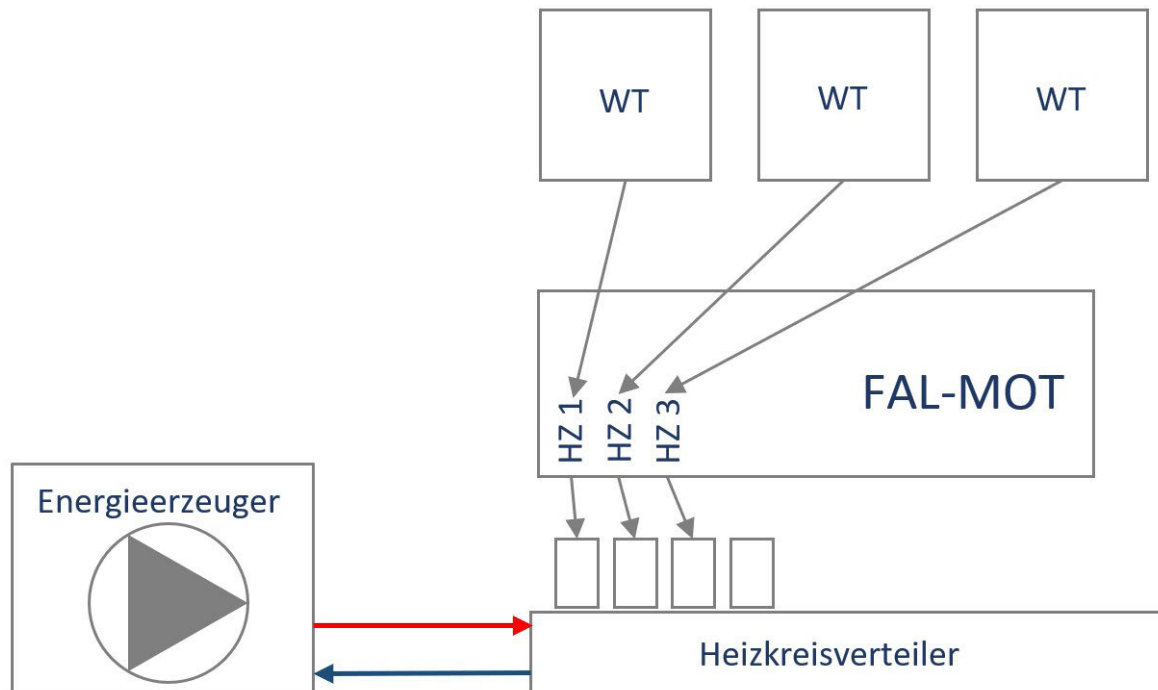 WT
WT
WT
HZ 1
HZ 2
HZ 3
FAL-MOT
Energieerzeuger
Heizkreisverteiler